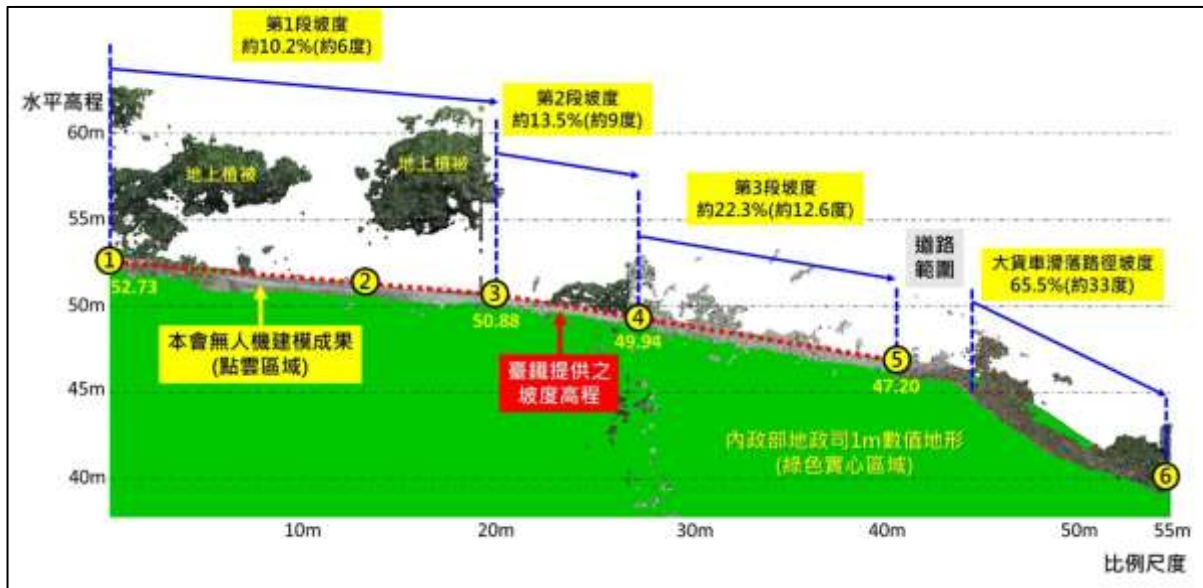 第1段坡度
約10.2%(約6度)
水平高程
第2段坡度
約13.5%(約9度)
60m
地上植被
地上植被
第3段坡度
約22.3%(約12.6度)
55m
道路
範圍
大貨車滑落路徑坡度
65.5%(約33度)
1
2
3
4
5
6
52.73
50m
50.88
49.94
47.20
本會無人機建模成果
(點雲區域)
臺鐵提供之
坡度高程
45m
內政部地政司1m數值地形
(綠色實心區域)
40m
10m
20m
30m
40m
50m
55m
比例尺度